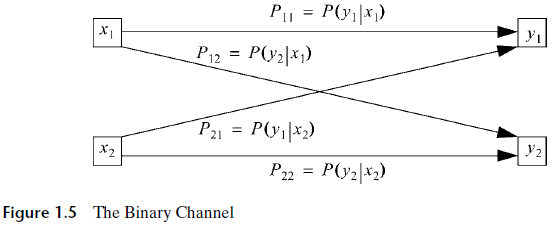 P₁₁ = P(y₁|x₁)
x₁
y₁
P₁₂ = P(y₂|x₁)
P₂₁ = P(y₁|x₂)
x₂
y₂
P₂₂ = P(y₂|x₂)
Figure 1.5 The Binary Channel